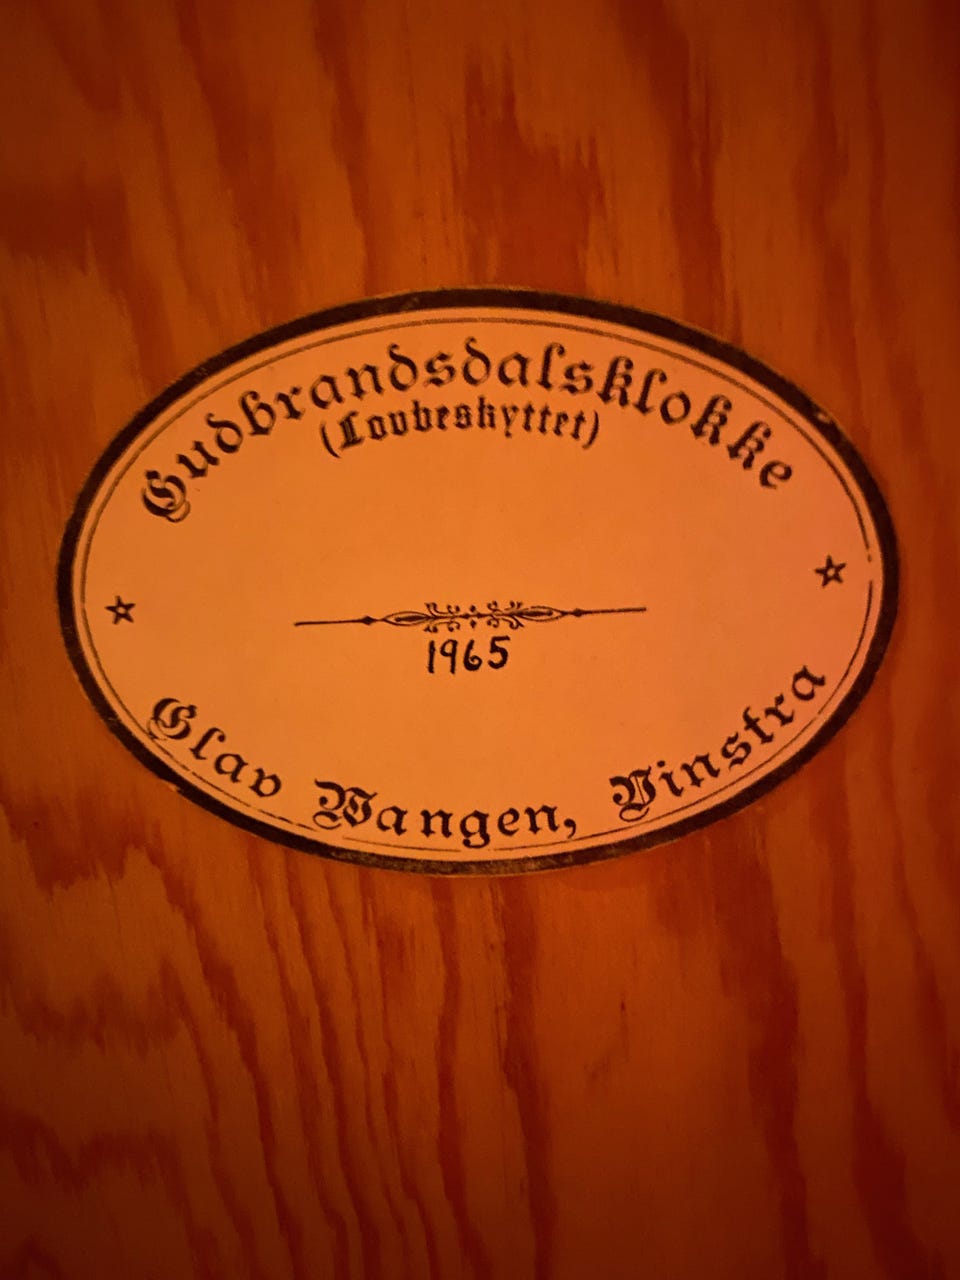 Gudbrandsdalsklokke
(Lovbeskyttet)
1965
Olav Wangen, Vinstra